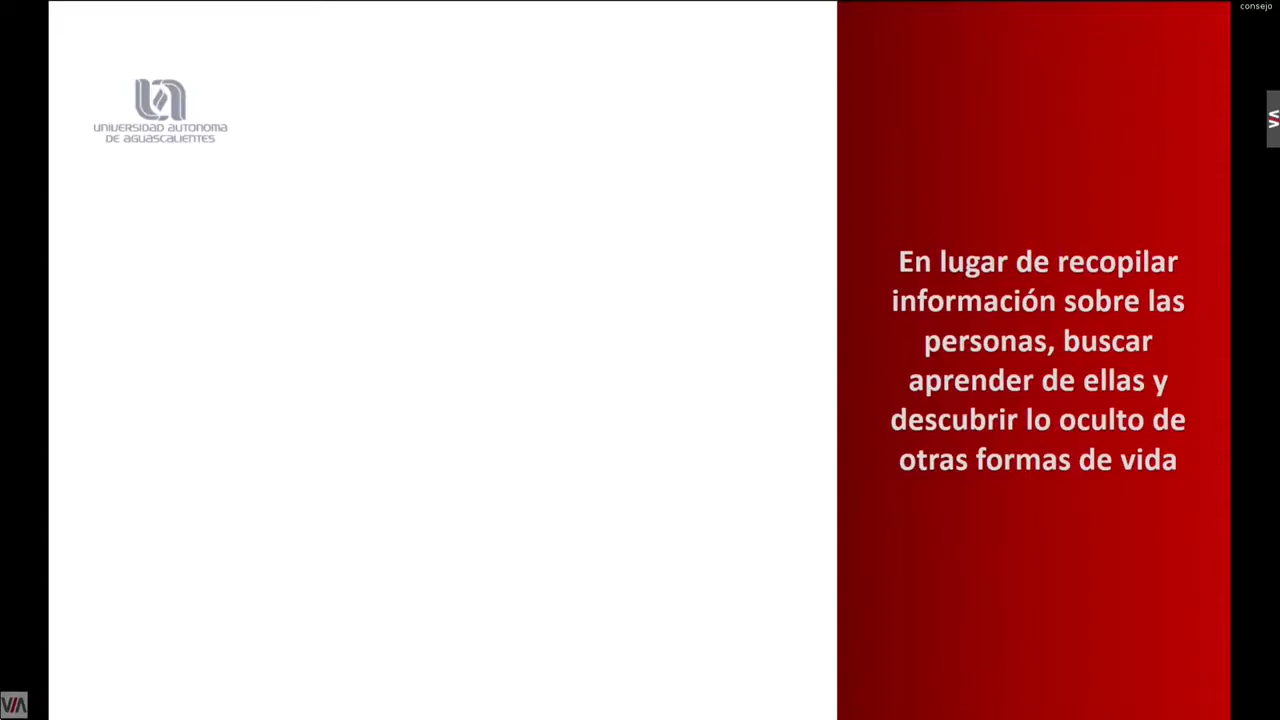 consejo
UNIVERSIDAD AUTONOMA
DE AGUASCALIENTES
En lugar de recopilar
información sobre las
personas, buscar
aprender de ellas y
descubrir lo oculto de
otras formas de vida
VIA